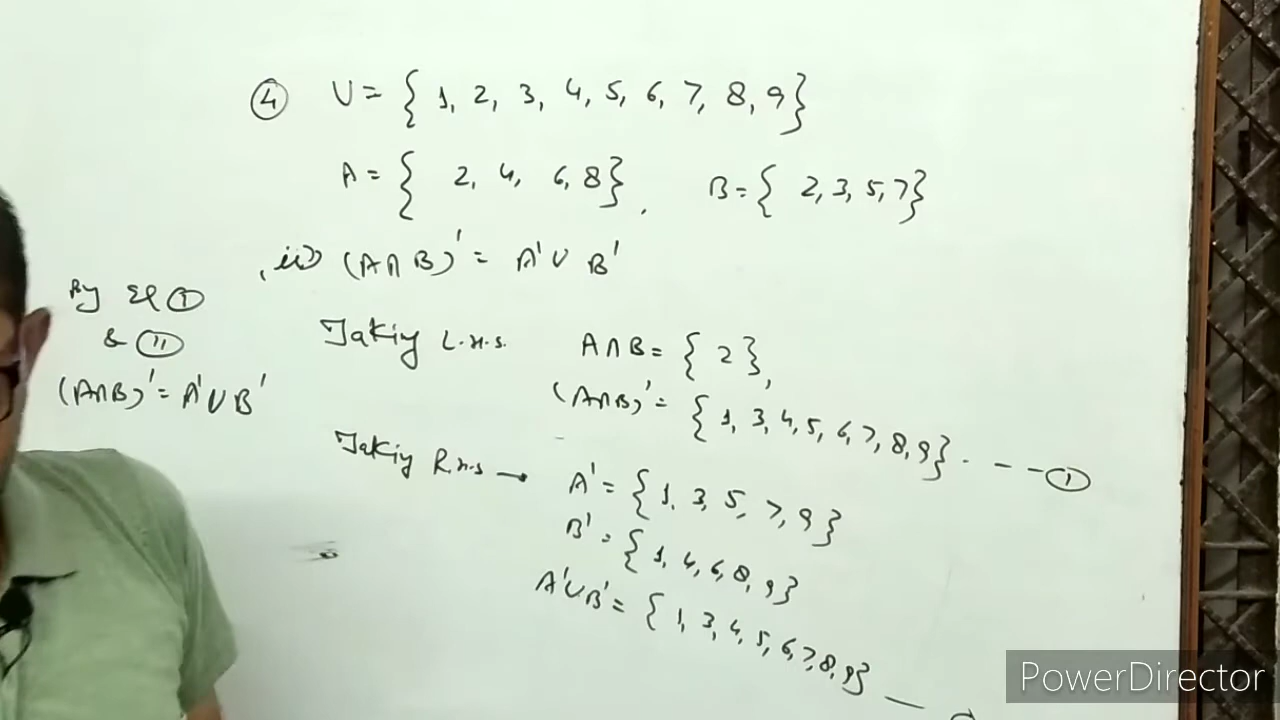 ④ U = { 1, 2, 3, 4, 5, 6, 7, 8, 9}
A = { 2, 4, 6, 8} , B = { 2, 3, 5, 7}
ii) (A∩B)' = A' ∪ B'
Taking L.H.S. A∩B = { 2},
(A∩B)' = { 1, 3, 4, 5, 6, 7, 8, 9} . - - - ①
Taking R.H.S → A' = { 1, 3, 5, 7, 9}
B' = { 1, 4, 6, 8, 9}
A'∪B' = { 1, 3, 4, 5, 6, 7, 8, 9} —
By Eq ①
& ⑪
(A∩B)' = A' ∪ B'
PowerDirector